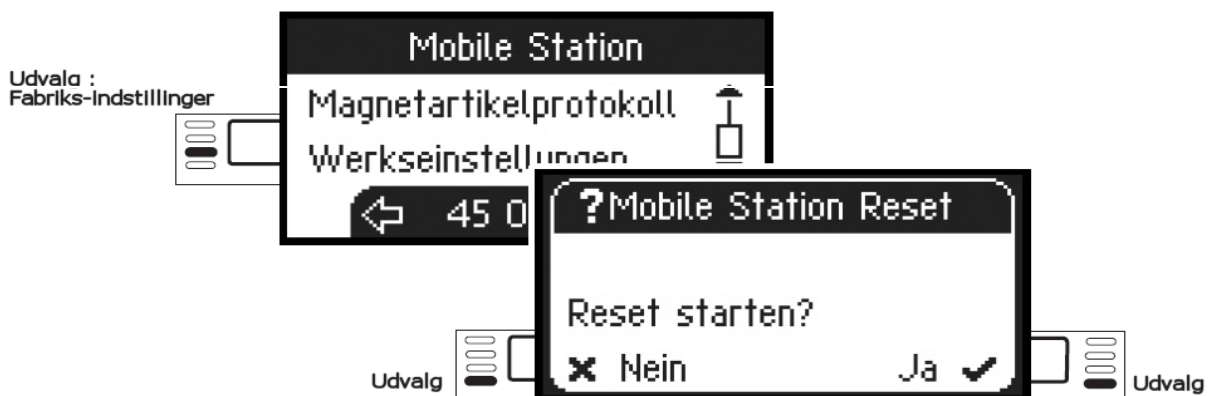 Mobile Station
Udvalg :
Fabriks-indstillinger
Magnetartikelprotokoll
Werkseinstellungen
45 0
?Mobile Station Reset
Reset starten?
Nein Ja
Udvalg
Udvalg